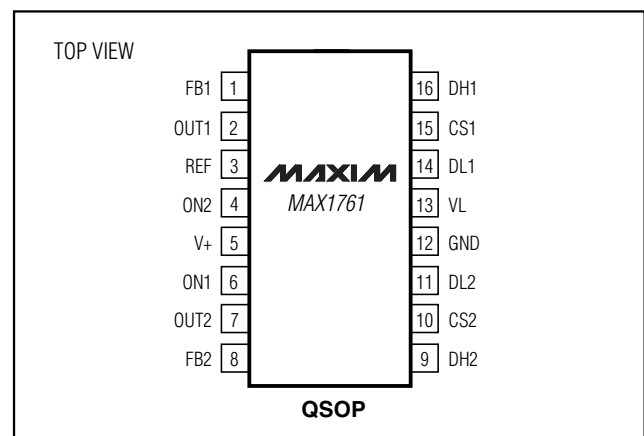 TOP VIEW
FB1 1 16 DH1
OUT1 2 15 CS1
REF 3 14 DL1
MAXIM
ON2 4 MAX1761 13 VL
V+ 5 12 GND
ON1 6 11 DL2
OUT2 7 10 CS2
FB2 8 9 DH2
QSOP